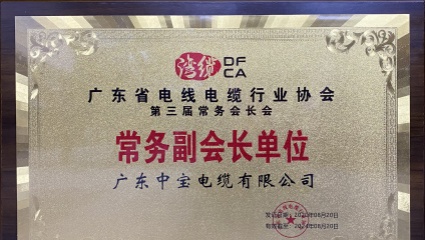 DF
CA
广东省电线电缆行业协会
第三届常务会长会
常务副会长单位
广东中宝电缆有限公司